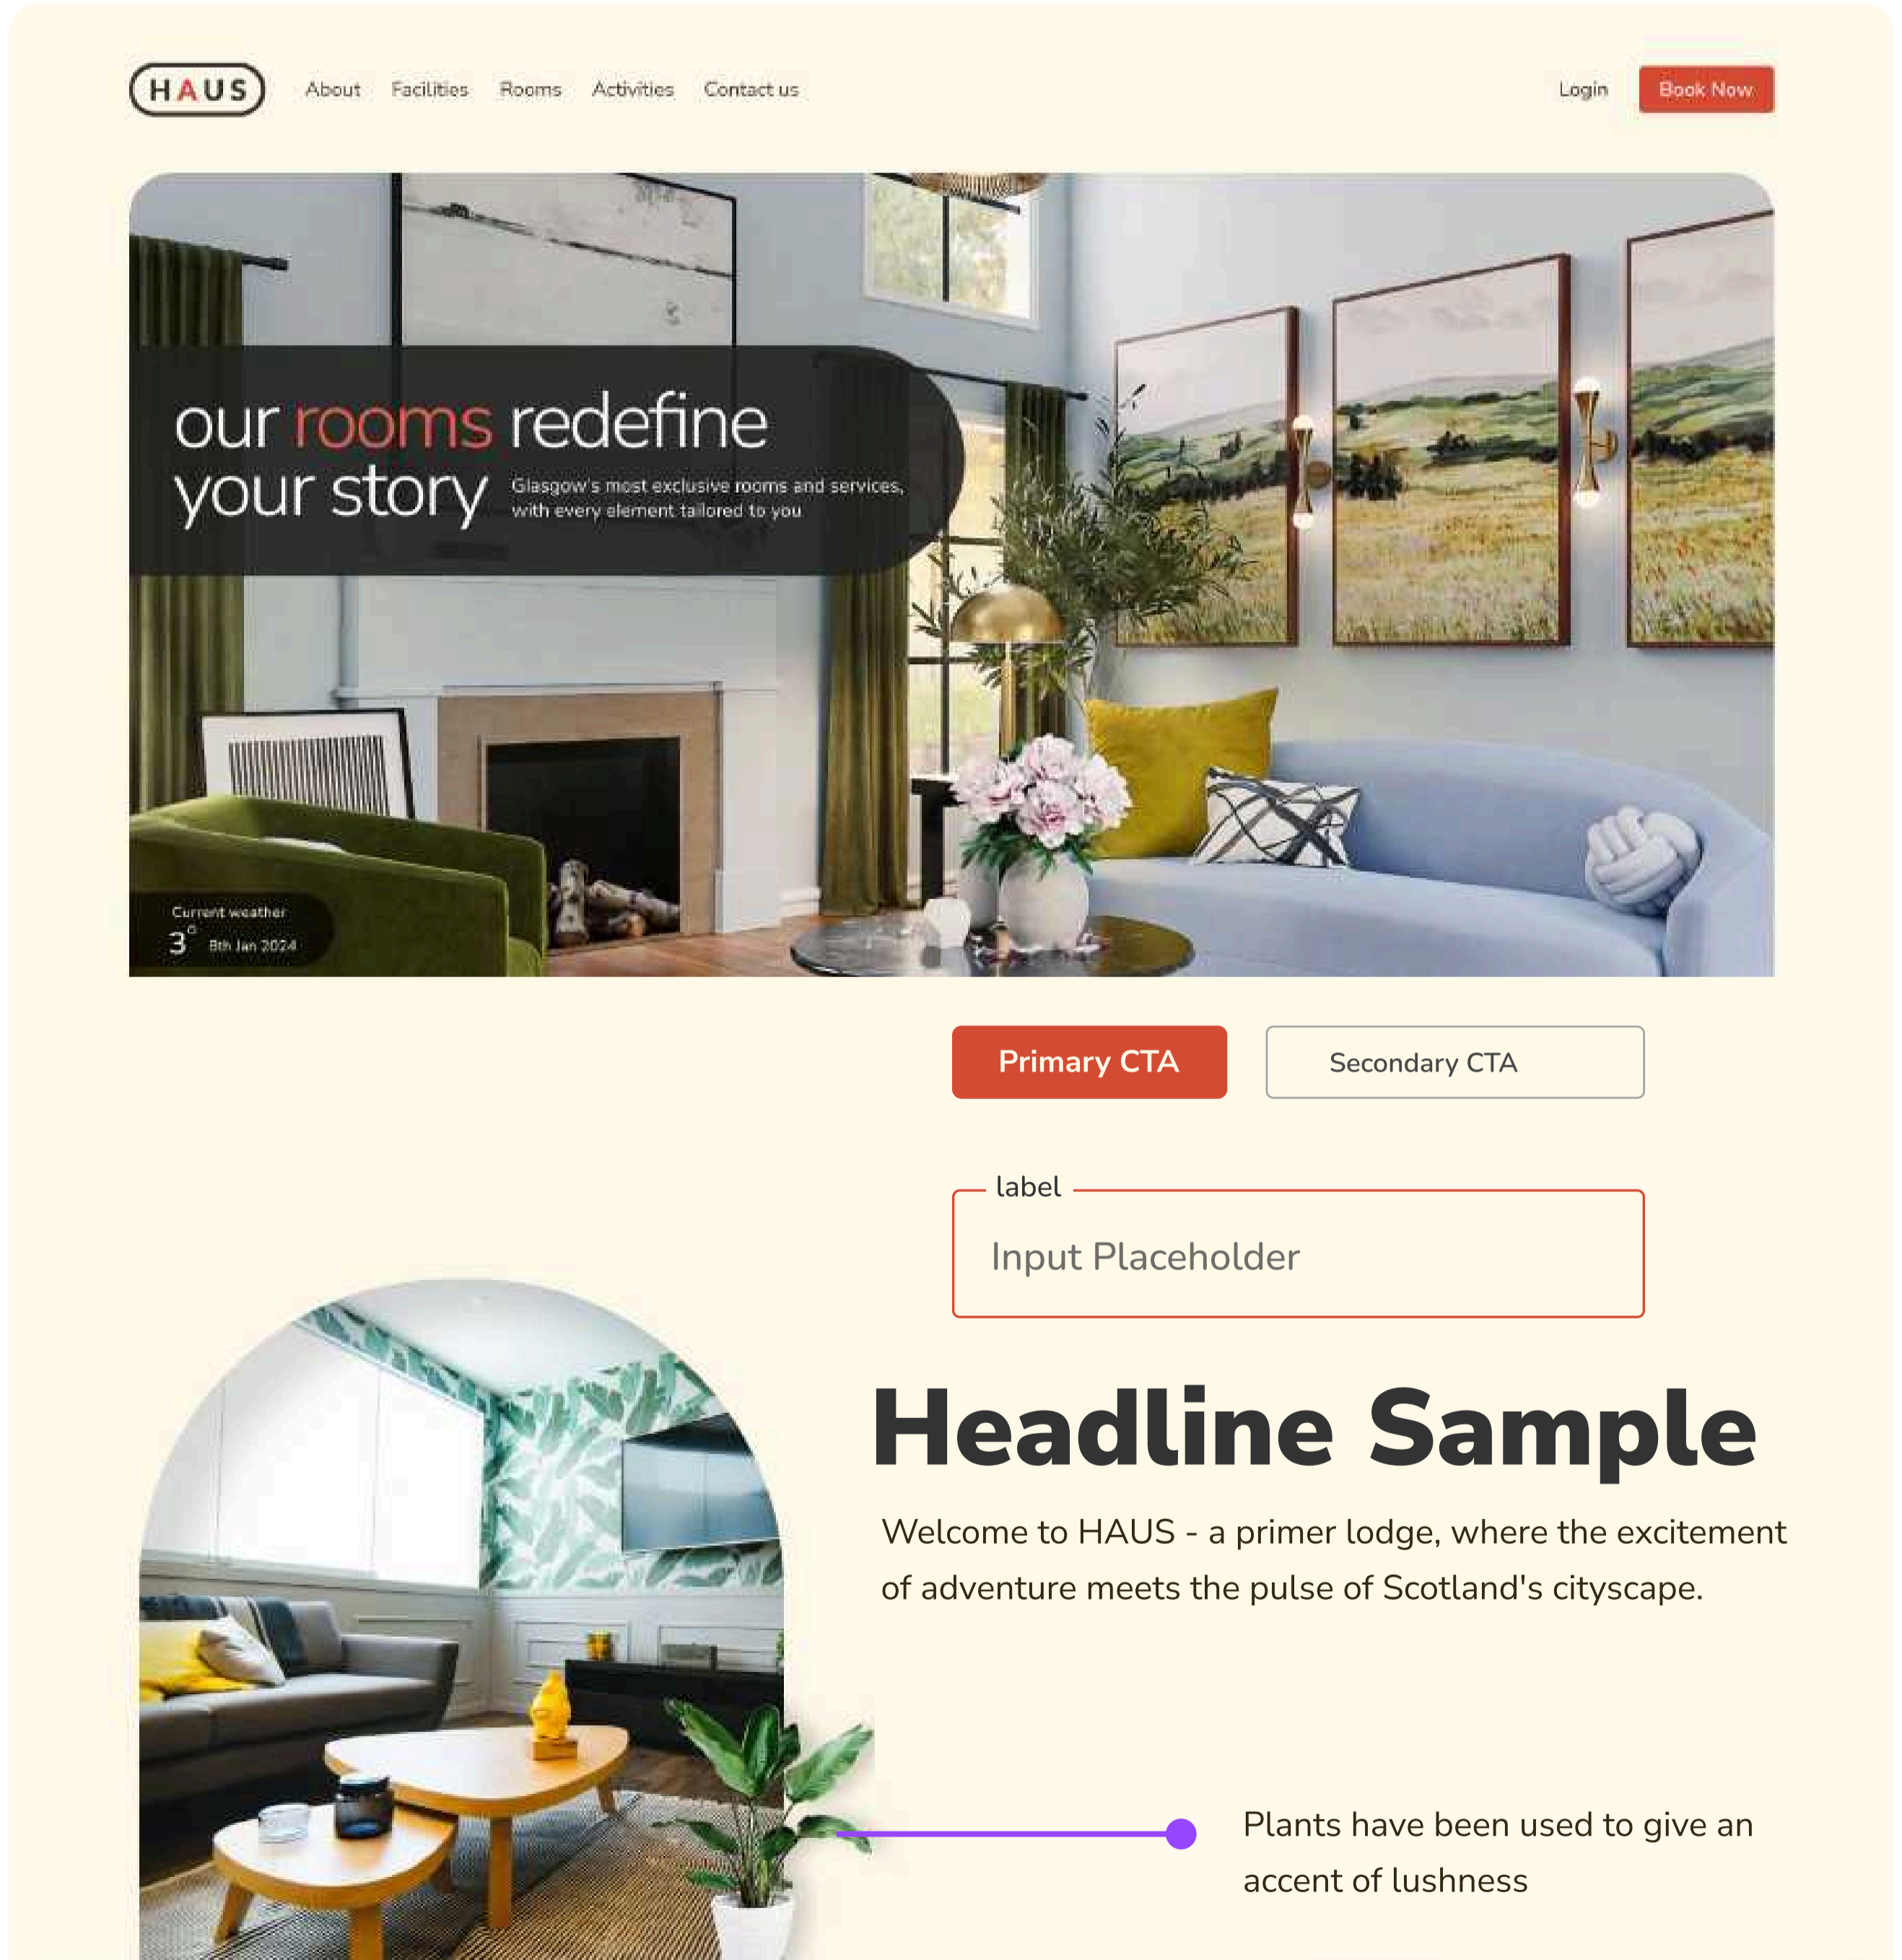 HAUS
About Facilities Rooms Activities Contact us
Login Book Now
our rooms redefine
your story
Glasgow's most exclusive rooms and services,
with every element tailored to you
Current weather
3° 8th Jan 2024
Primary CTA
Secondary CTA
label
Input Placeholder
Headline Sample
Welcome to HAUS - a primer lodge, where the excitement
of adventure meets the pulse of Scotland's cityscape.
Plants have been used to give an
accent of lushness